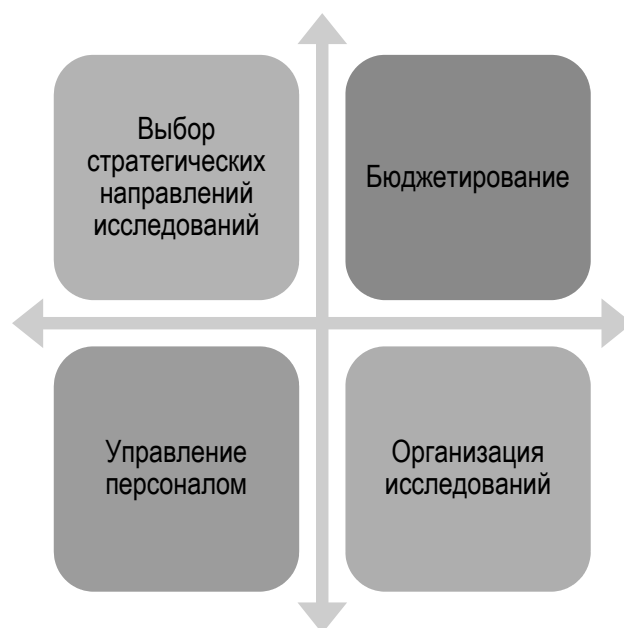 Выбор
стратегических
направлений
исследований
Бюджетирование
Управление
персоналом
Организация
исследований